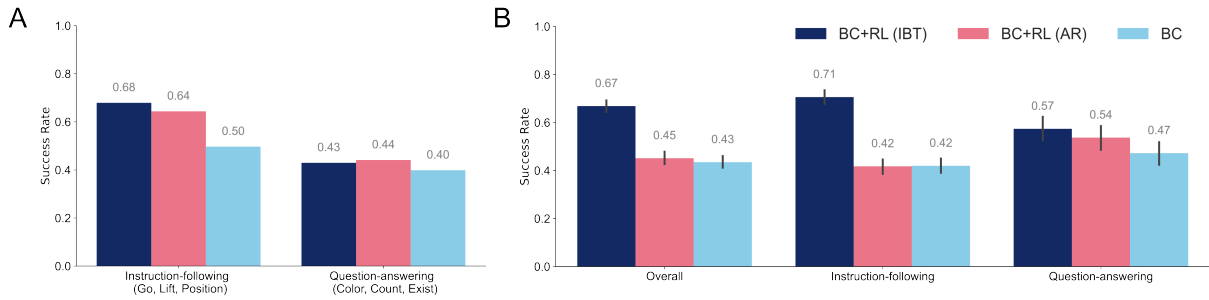 A
Success Rate
1.0
0.8
0.6
0.4
0.2
0.0
0.68
0.64
0.50
0.43
0.44
0.40
Instruction-following
(Go, Lift, Position)
Question-answering
(Color, Count, Exist)
B
BC+RL (IBT)
BC+RL (AR)
BC
Success Rate
1.0
0.8
0.6
0.4
0.2
0.0
0.67
0.45
0.43
0.71
0.42
0.42
0.57
0.54
0.47
Overall
Instruction-following
Question-answering